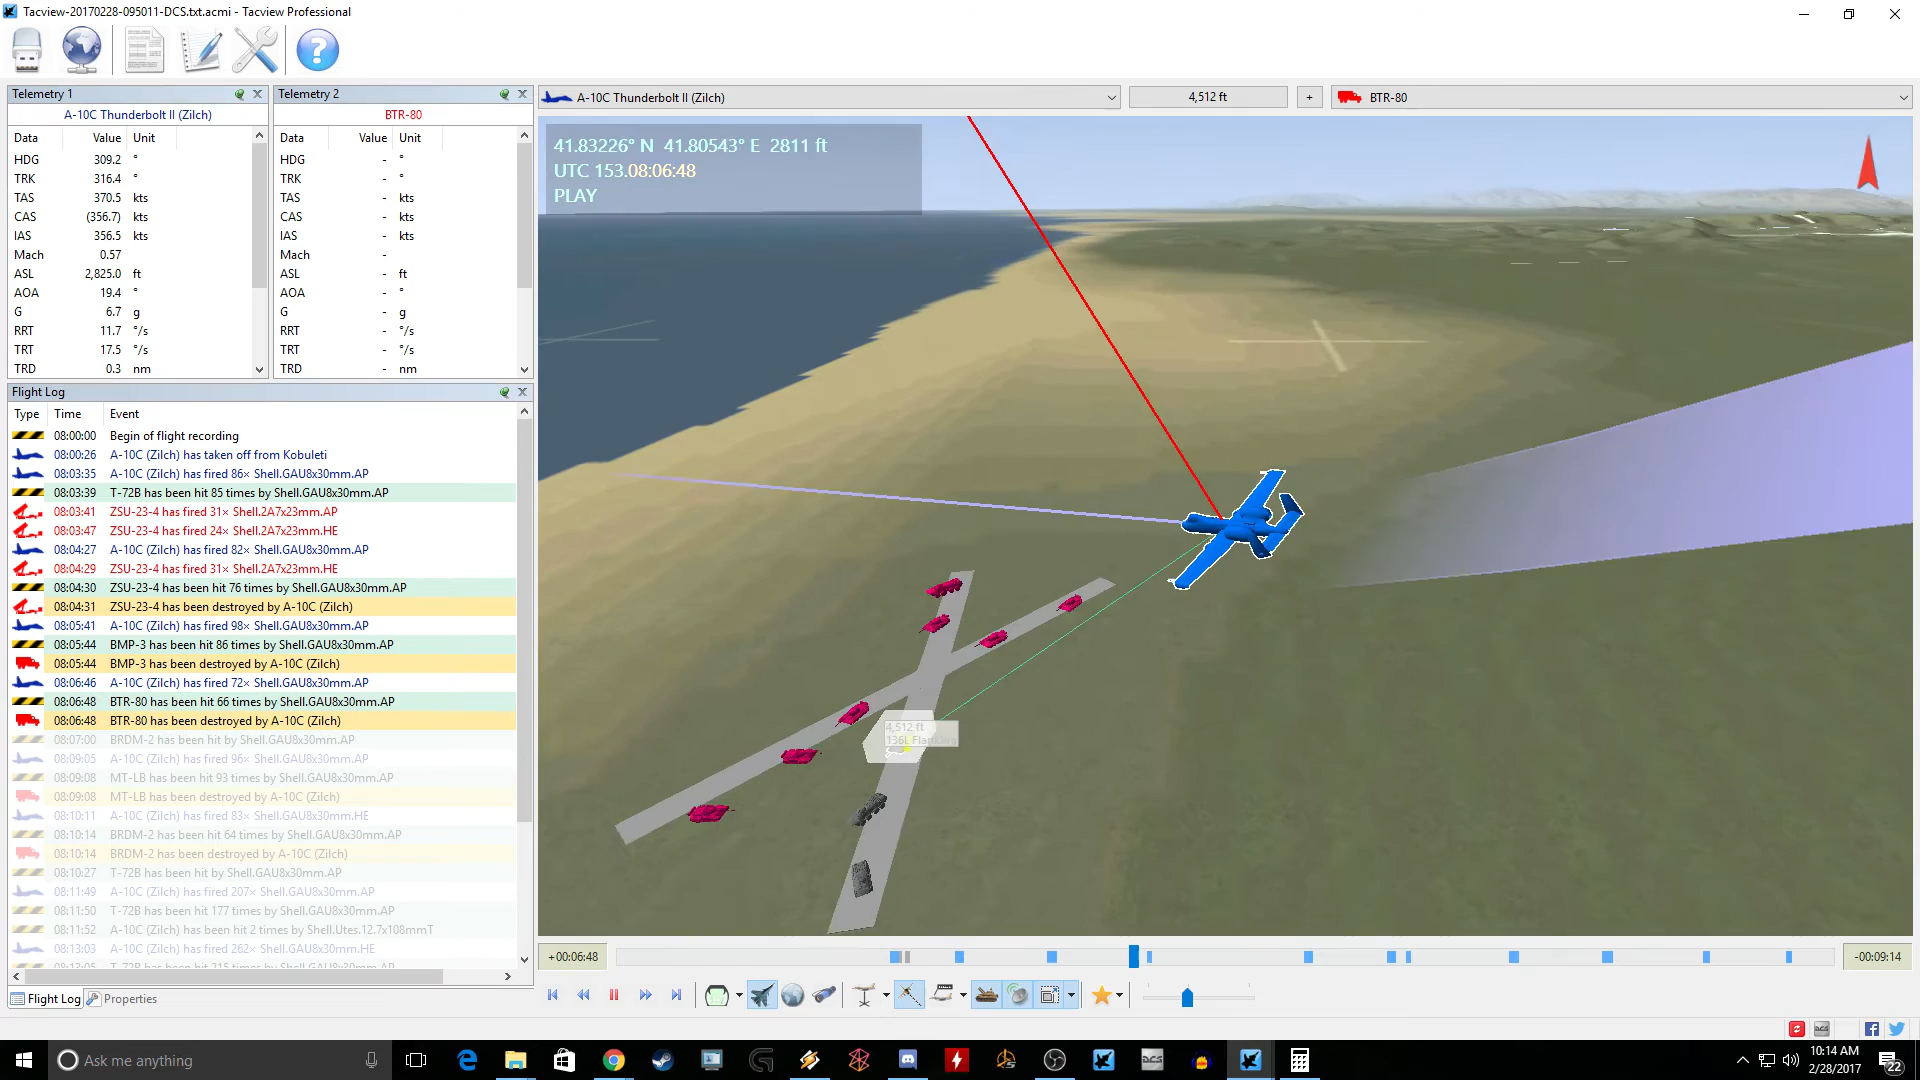 Tacview-20170228-095011-DCS.txt.acmi - Tacview Professional
Telemetry 1
A-10C Thunderbolt II (Zilch)
Data Value Unit
HDG 309.2 °
TRK 316.4 °
TAS 370.5 kts
CAS (356.7) kts
IAS 356.5 kts
Mach 0.57
ASL 2,825.0 ft
AOA 19.4 °
G 6.7 g
RRT 11.7 °/s
TRT 17.5 °/s
TRD 0.3 nm
Telemetry 2
BTR-80
Data Value Unit
HDG - °
TRK - °
TAS - kts
CAS - kts
IAS - kts
Mach -
ASL - ft
AOA - °
G - g
RRT - °/s
TRT - °/s
TRD - nm
A-10C Thunderbolt II (Zilch)
4,512 ft
+
BTR-80
41.83226° N 41.80543° E 2811 ft
UTC 153.08:06:48
PLAY
4,512 ft
Flight Log
Type Time Event
08:00:00 Begin of flight recording
08:00:26 A-10C (Zilch) has taken off from Kobuleti
08:03:35 A-10C (Zilch) has fired 86× Shell.GAU8x30mm.AP
08:03:39 T-72B has been hit 85 times by Shell.GAU8x30mm.AP
08:03:41 ZSU-23-4 has fired 31× Shell.2A7x23mm.AP
08:03:47 ZSU-23-4 has fired 24× Shell.2A7x23mm.HE
08:04:27 A-10C (Zilch) has fired 82× Shell.GAU8x30mm.AP
08:04:29 ZSU-23-4 has fired 31× Shell.2A7x23mm.HE
08:04:30 ZSU-23-4 has been hit 76 times by Shell.GAU8x30mm.AP
08:04:31 ZSU-23-4 has been destroyed by A-10C (Zilch)
08:05:41 A-10C (Zilch) has fired 98× Shell.GAU8x30mm.AP
08:05:44 BMP-3 has been hit 86 times by Shell.GAU8x30mm.AP
08:05:44 BMP-3 has been destroyed by A-10C (Zilch)
08:06:46 A-10C (Zilch) has fired 72× Shell.GAU8x30mm.AP
08:06:48 BTR-80 has been hit 66 times by Shell.GAU8x30mm.AP
08:06:48 BTR-80 has been destroyed by A-10C (Zilch)
08:07:00 BRDM-2 has been hit by Shell.GAU8x30mm.AP
08:09:05 A-10C (Zilch) has fired 96× Shell.GAU8x30mm.AP
08:09:08 MT-LB has been hit 93 times by Shell.GAU8x30mm.AP
08:09:08 MT-LB has been destroyed by A-10C (Zilch)
08:10:11 A-10C (Zilch) has fired 83× Shell.GAU8x30mm.HE
08:10:14 BRDM-2 has been hit 64 times by Shell.GAU8x30mm.AP
08:10:14 BRDM-2 has been destroyed by A-10C (Zilch)
08:10:27 T-72B has been hit by Shell.GAU8x30mm.AP
08:11:49 A-10C (Zilch) has fired 207× Shell.GAU8x30mm.AP
08:11:50 T-72B has been hit 177 times by Shell.GAU8x30mm.AP
08:11:52 A-10C (Zilch) has been hit 2 times by Shell.Utes.12.7x108mmT
08:13:03 A-10C (Zilch) has fired 262× Shell.GAU8x30mm.HE
08:13:05 T-72B has been hit 215 times by Shell.GAU8x30mm.AP
Flight Log Properties
+00:06:48
-00:09:14
Ask me anything
DCS
10:14 AM
2/28/2017
22